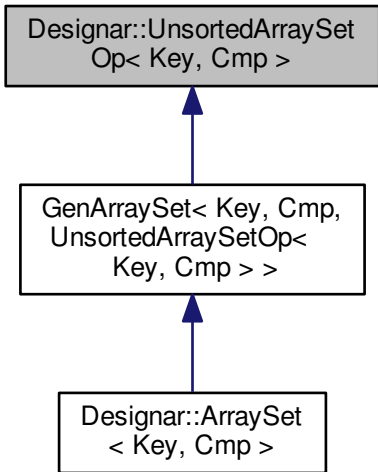 Designar::UnsortedArraySet
Op< Key, Cmp >
GenArraySet< Key, Cmp,
UnsortedArraySetOp<
Key, Cmp > >
Designar::ArraySet
< Key, Cmp >